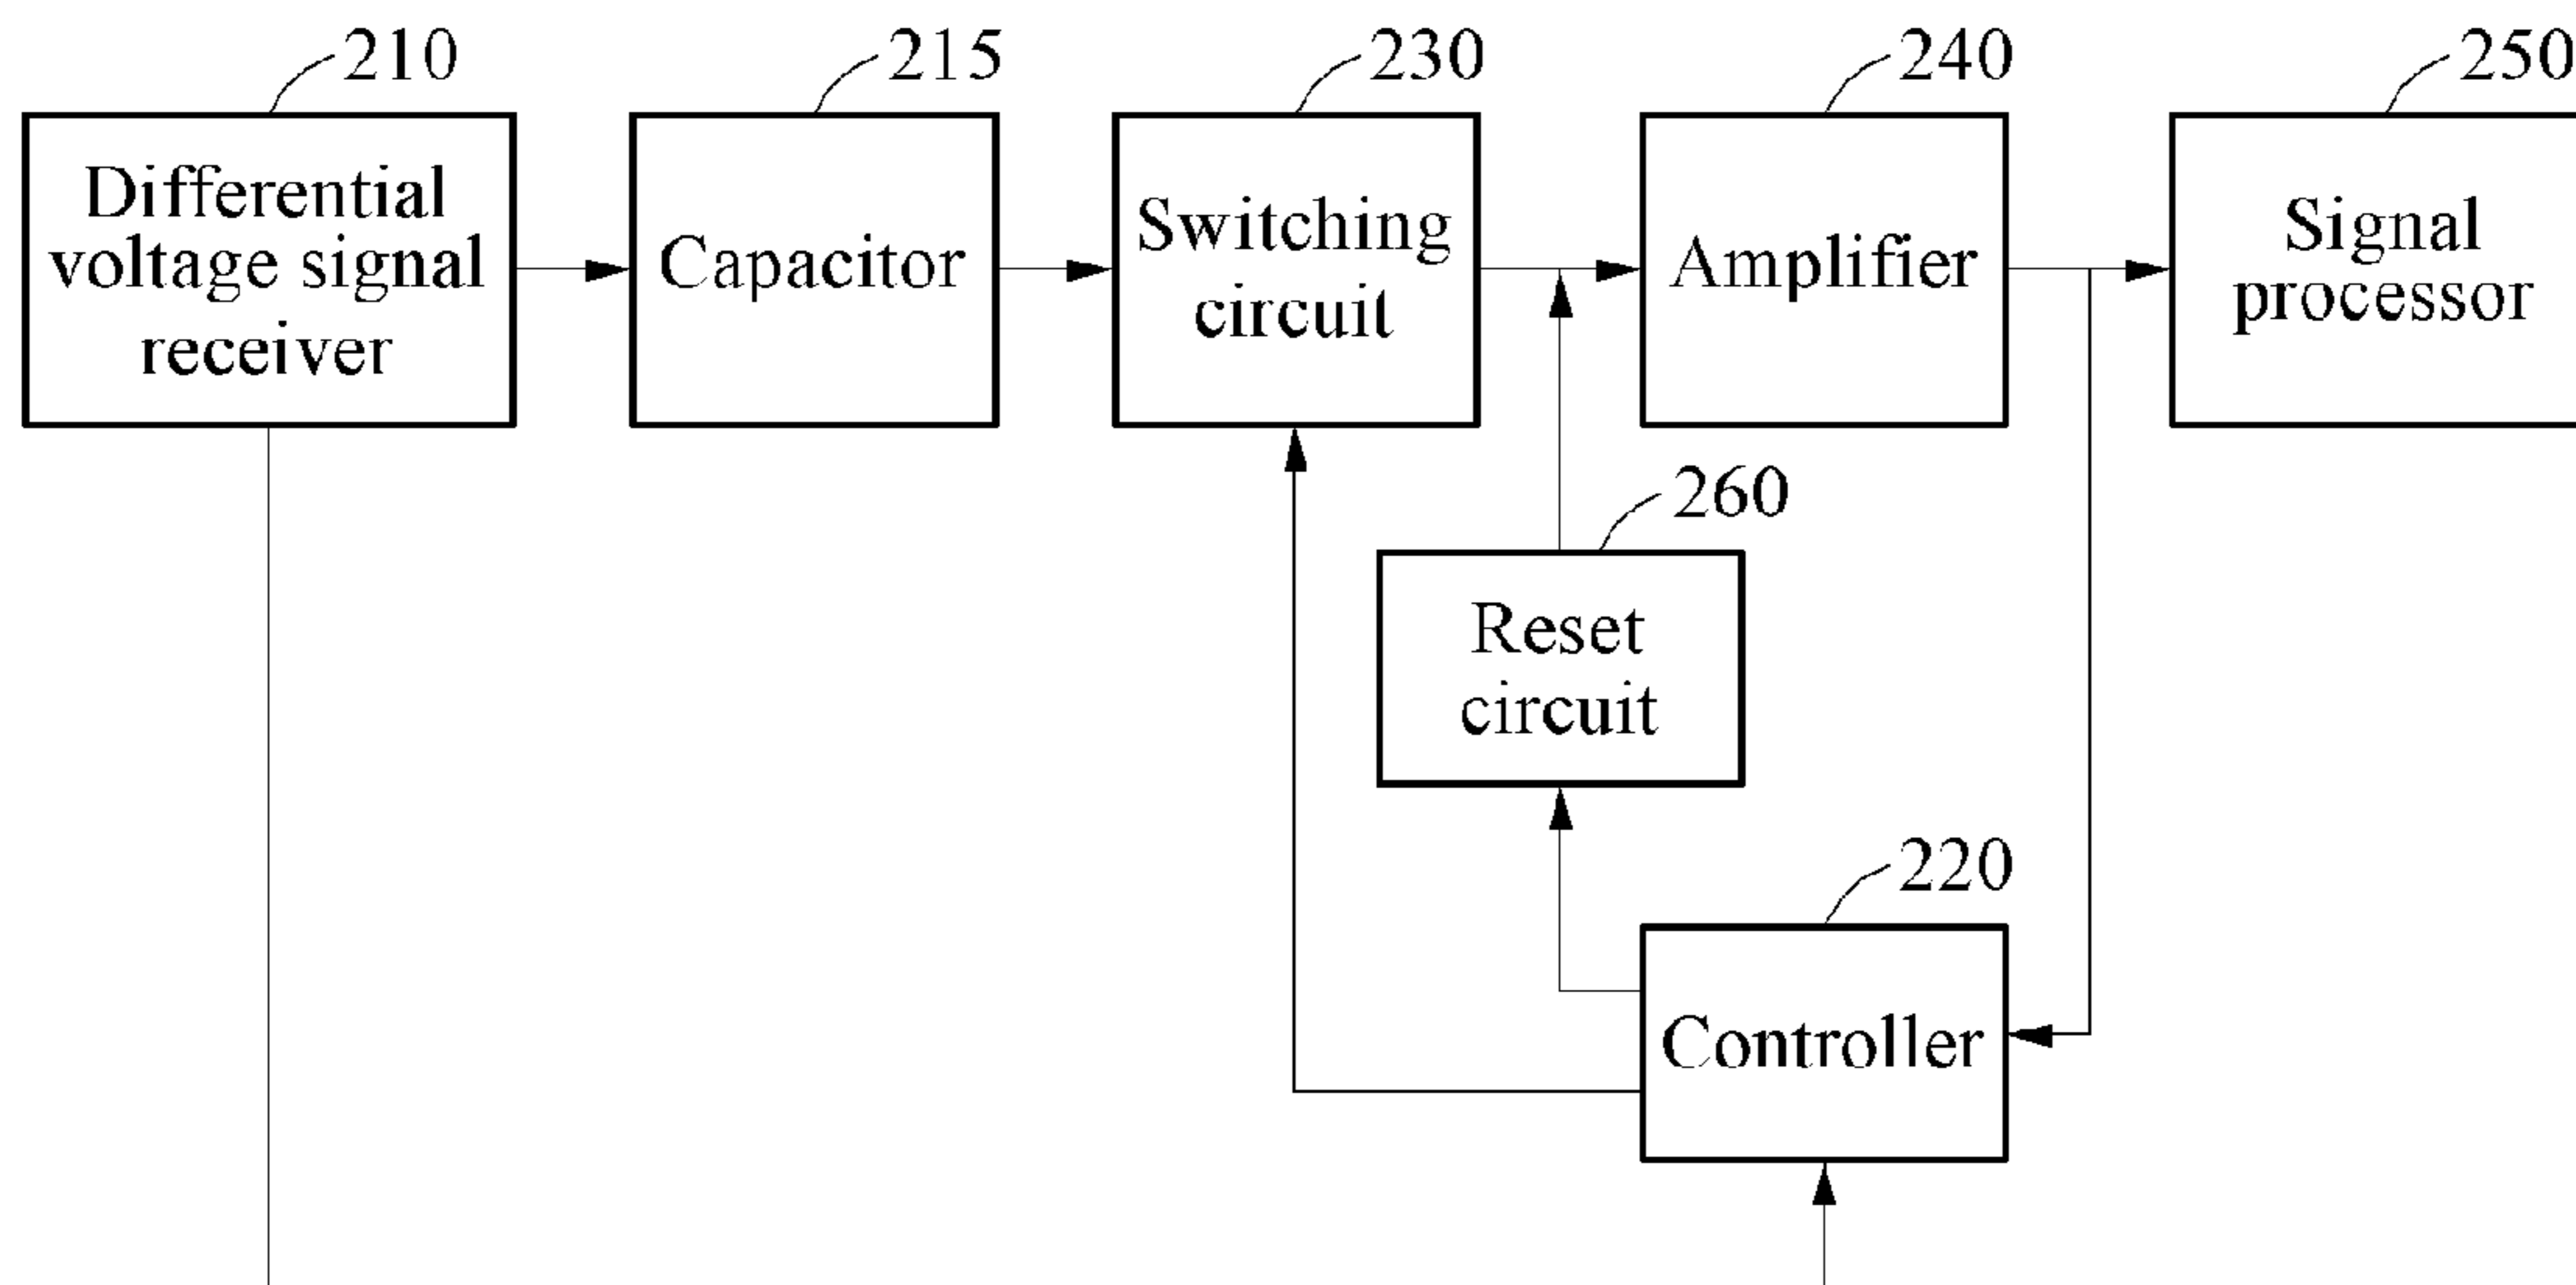 210
215
230
240
250
Differential
voltage signal
receiver
Capacitor
Switching
circuit
Amplifier
Signal
processor
260
Reset
circuit
220
Controller